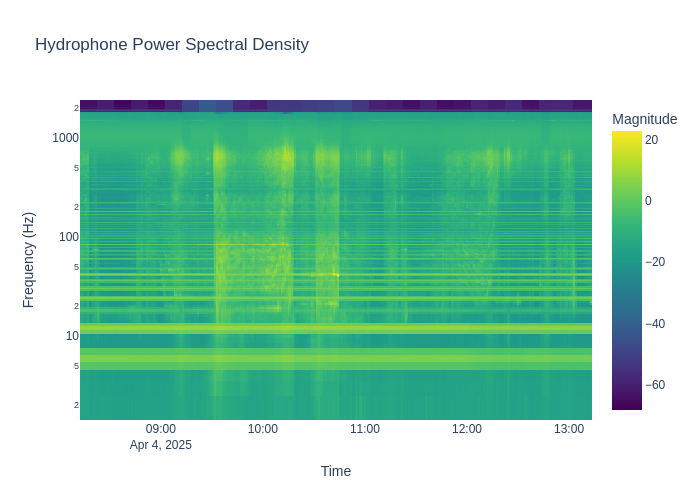 Hydrophone Power Spectral Density
Magnitude
2
1000
5
2
100
5
2
10
5
2
Frequency (Hz)
20
0
−20
−40
−60
09:00 10:00 11:00 12:00 13:00
Apr 4, 2025
Time